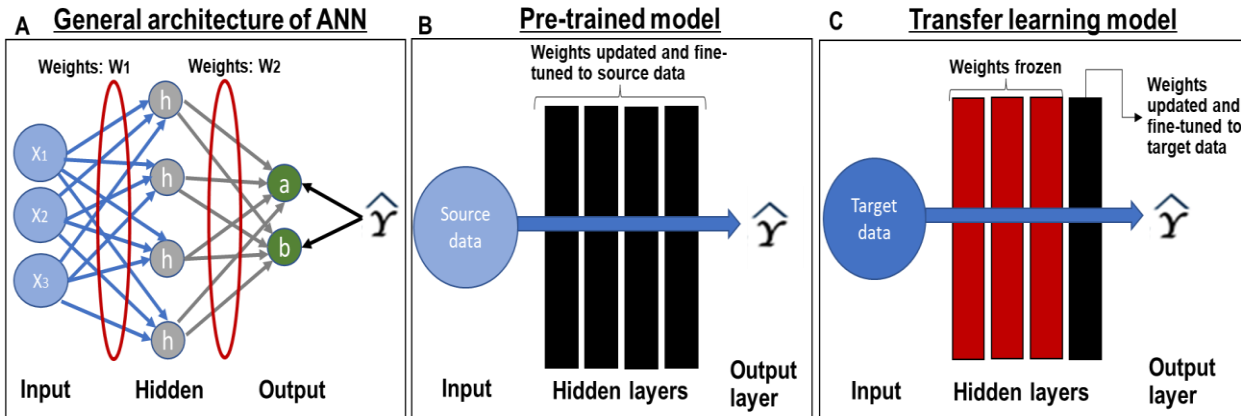 A
General architecture of ANN
Weights: W1
Weights: W2
X1
X2
X3
h
h
h
h
a
b
Ŷ
Input
Hidden
Output
B
Pre-trained model
Weights updated and fine-
tuned to source data
Source
data
Ŷ
Input
Hidden layers
Output
layer
C
Transfer learning model
Weights frozen
Weights
updated and
fine-tuned to
target data
Target
data
Ŷ
Input
Hidden layers
Output
layer